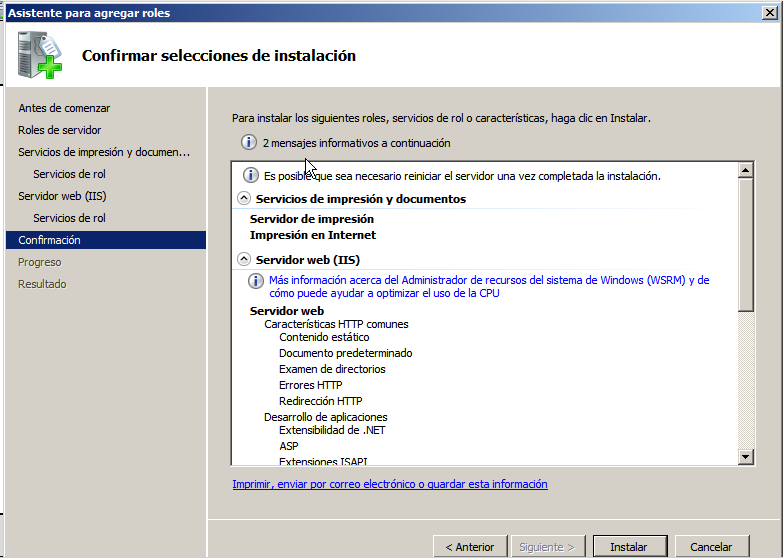 Asistente para agregar roles
Confirmar selecciones de instalación
Antes de comenzar
Roles de servidor
Servicios de impresión y documen...
Servicios de rol
Servidor web (IIS)
Servicios de rol
Confirmación
Progreso
Resultado
Para instalar los siguientes roles, servicios de rol o características, haga clic en Instalar.
2 mensajes informativos a continuación
Es posible que sea necesario reiniciar el servidor una vez completada la instalación.
Servicios de impresión y documentos
Servidor de impresión
Impresión en Internet
Servidor web (IIS)
Más información acerca del Administrador de recursos del sistema de Windows (WSRM) y de
cómo puede ayudar a optimizar el uso de la CPU
Servidor web
Características HTTP comunes
Contenido estático
Documento predeterminado
Examen de directorios
Errores HTTP
Redirección HTTP
Desarrollo de aplicaciones
Extensibilidad de .NET
ASP
Extensiones ISAPI
Imprimir, enviar por correo electrónico o guardar esta información
< Anterior
Siguiente >
Instalar
Cancelar